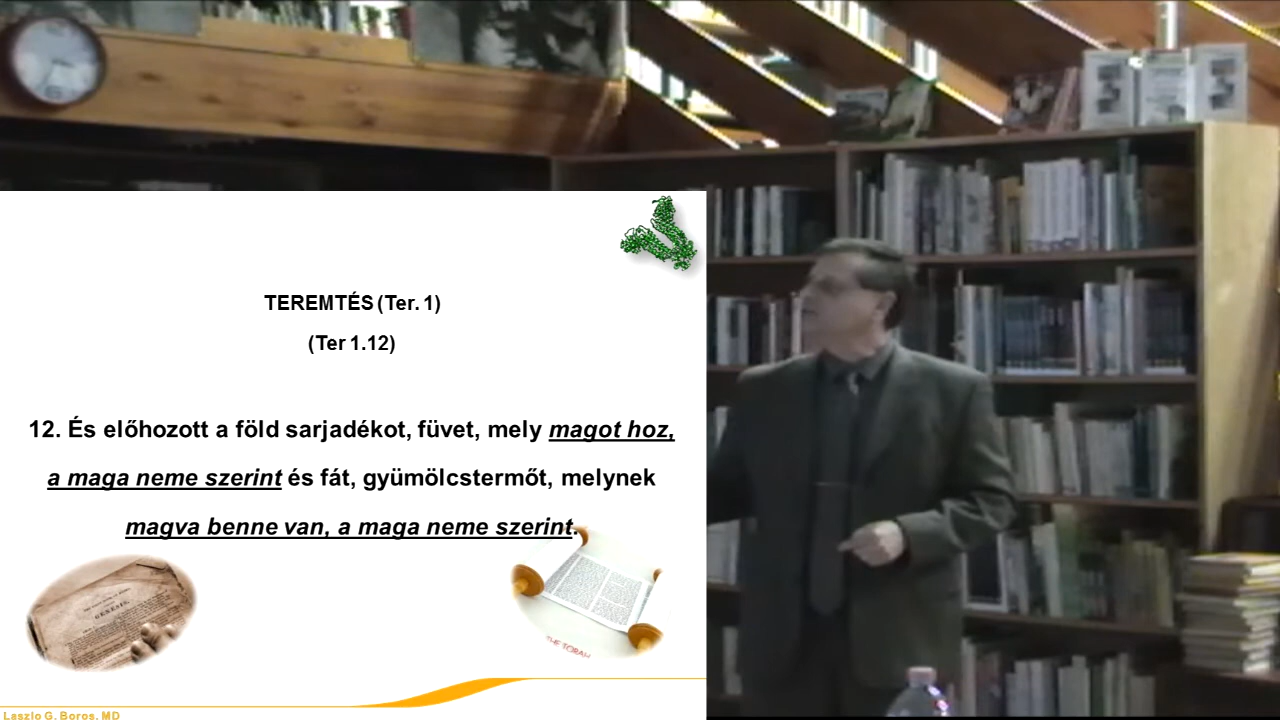 TEREMTÉS (Ter. 1)
(Ter 1.12)
12. És előhozott a föld sarjadékot, füvet, mely magot hoz,
a maga neme szerint és fát, gyümölcstermőt, melynek
magva benne van, a maga neme szerint.
GENESIS.
THE TORAH
Laszlo G. Boros, MD